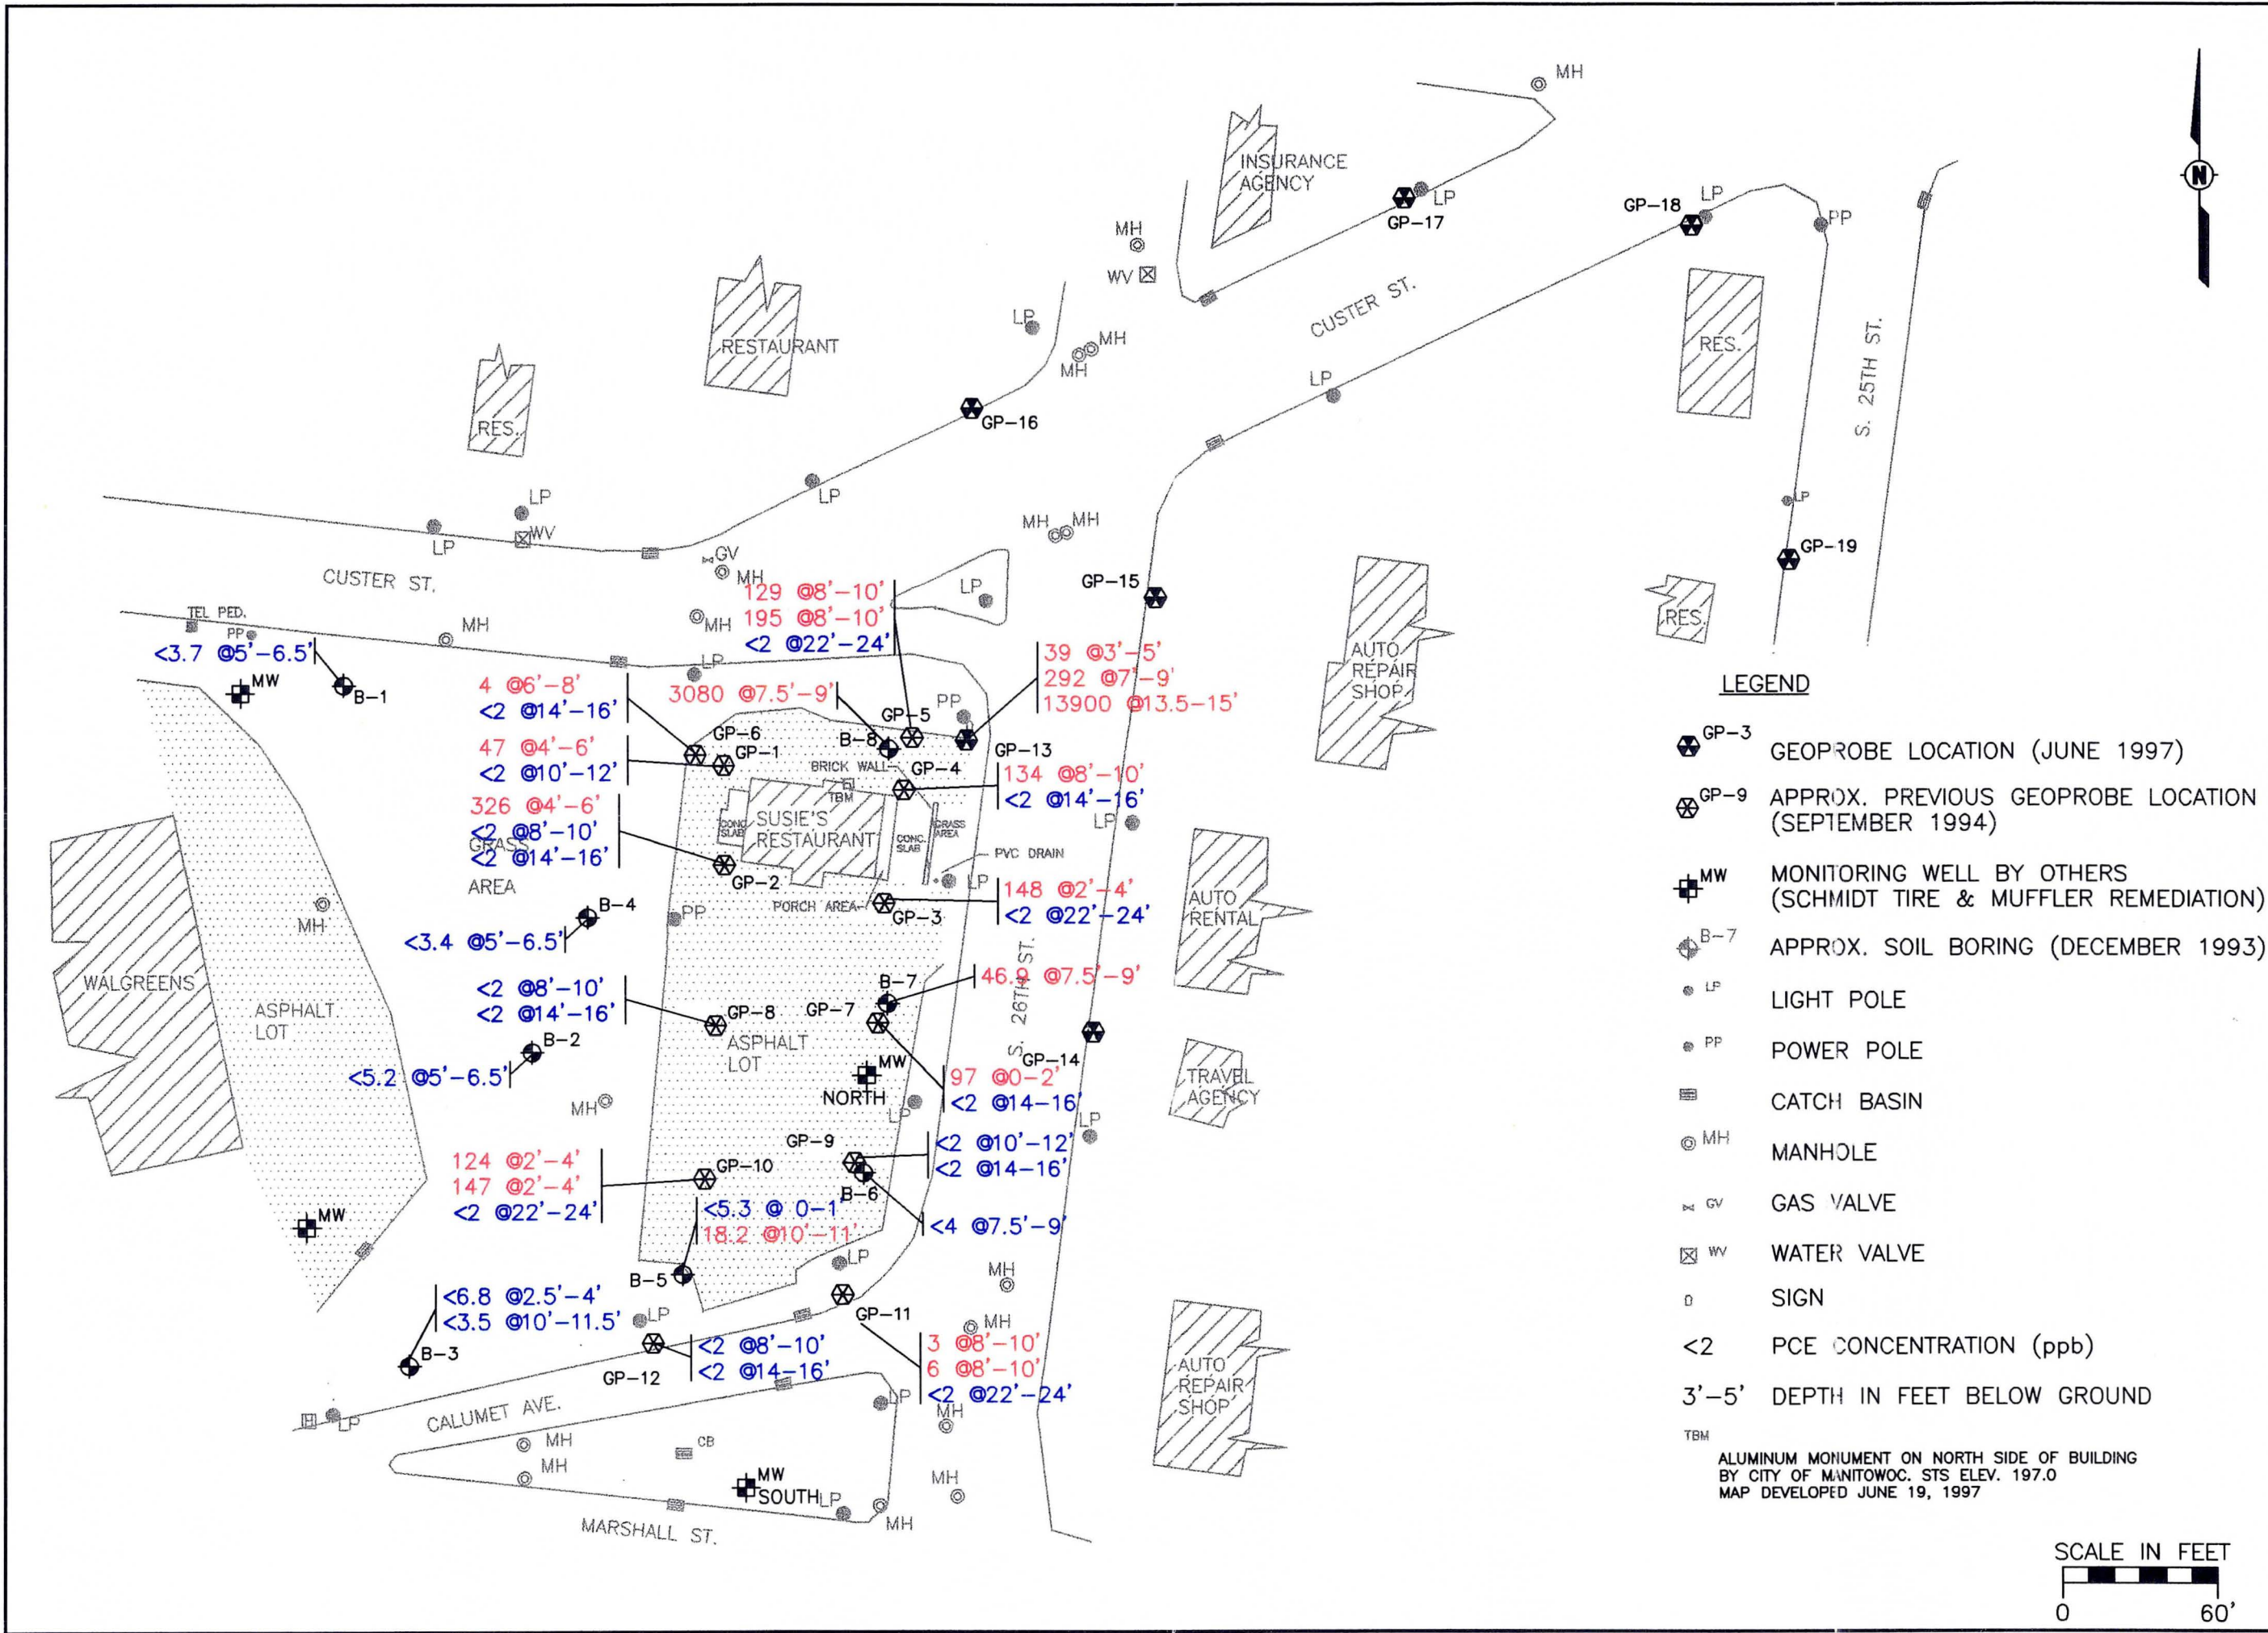 MH
INSURANCE
AGENCY
LP
GP-17
N
GP-18
LP
PP
MH
WV
CUSTER ST.
RESTAURANT
LP
MH
MH
RES.
S. 25TH ST.
LP
RES.
GP-16
LP
LP
LP
WV
MH
MH
LP
GP-19
GV
MH
CUSTER ST.
129 @8'-10'
195 @8'-10'
<2 @22'-24'
LP
GP-15
RES.
TEL PED.
PP
MH
MH
<3.7 @5'-6.5'
MW
B-1
LP
39 @3'-5'
292 @7'-9'
13900 @13.5-15'
AUTO
REPAIR
SHOP
4 @6'-8'
<2 @14'-16'
3080 @7.5'-9'
PP
GP-5
GP-6
GP-1
B-8
GP-13
47 @4'-6'
<2 @10'-12'
BRICK WALL
GP-4
134 @8'-10'
<2 @14'-16'
TBM
326 @4'-6'
<2 @8'-10'
<2 @14'-16'
GRASS
AREA
CONC.
SLAB
SUSIE'S
RESTAURANT
CONC.
SLAB
GRASS
AREA
LP
PVC DRAIN
GP-2
LP
148 @2'-4'
<2 @22'-24'
PORCH AREA
GP-3
AUTO
RENTAL
MH
B-4
PP
<3.4 @5'-6.5'
WALGREENS
ASPHALT
LOT
<2 @8'-10'
<2 @14'-16'
GP-8
B-7
GP-7
46.9 @7.5'-9'
S. 26TH ST.
ASPHALT
LOT
GP-14
B-2
<5.2 @5'-6.5'
MW
NORTH
97 @0-2'
<2 @14-16'
TRAVEL
AGENCY
MH
LP
LP
GP-9
<2 @10'-12'
<2 @14-16'
124 @2'-4'
147 @2'-4'
<2 @22'-24'
GP-10
B-6
<4 @7.5'-9'
MW
<5.3 @ 0-1'
18.2 @10'-11'
LP
B-5
MH
<6.8 @2.5'-4'
<3.5 @10'-11.5'
LP
GP-11
MH
B-3
GP-12
<2 @8'-10'
<2 @14-16'
3 @8'-10'
6 @8'-10'
<2 @22'-24'
AUTO
REPAIR
SHOP
LP
CALUMET AVE.
LP
MH
MH
MH
CB
MW
SOUTH
LP
MH
MH
MARSHALL ST.
LEGEND
GP-3 GEOPROBE LOCATION (JUNE 1997)
GP-9 APPROX. PREVIOUS GEOPROBE LOCATION
(SEPTEMBER 1994)
MW MONITORING WELL BY OTHERS
(SCHMIDT TIRE & MUFFLER REMEDIATION)
B-7 APPROX. SOIL BORING (DECEMBER 1993)
LP LIGHT POLE
PP POWER POLE
CATCH BASIN
MH MANHOLE
GV GAS VALVE
WV WATER VALVE
SIGN
<2 PCE CONCENTRATION (ppb)
3'-5' DEPTH IN FEET BELOW GROUND
TBM
ALUMINUM MONUMENT ON NORTH SIDE OF BUILDING
BY CITY OF MANITOWOC. STS ELEV. 197.0
MAP DEVELOPED JUNE 19, 1997
SCALE IN FEET
0 60'